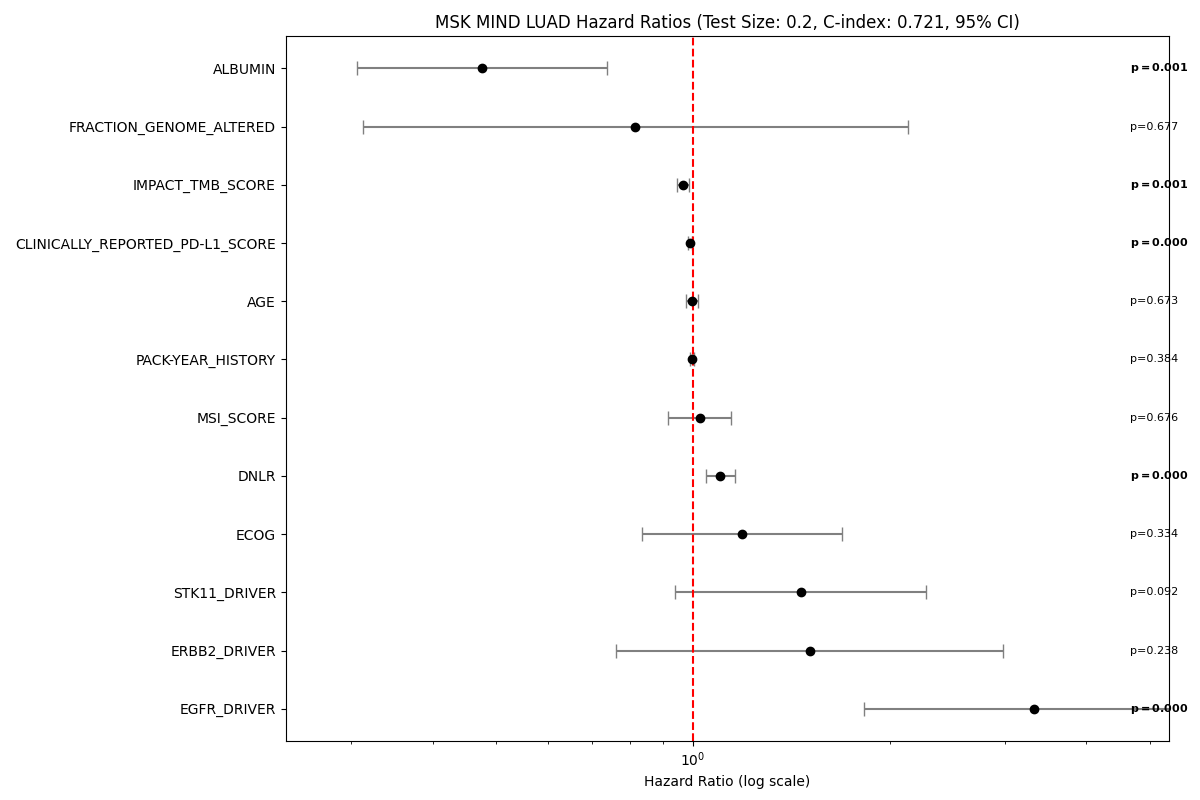 MSK MIND LUAD Hazard Ratios (Test Size: 0.2, C-index: 0.721, 95% CI)
ALBUMIN p=0.001
FRACTION_GENOME_ALTERED p=0.677
IMPACT_TMB_SCORE p=0.001
CLINICALLY_REPORTED_PD-L1_SCORE p=0.000
AGE p=0.673
PACK-YEAR_HISTORY p=0.384
MSI_SCORE p=0.676
DNLR p=0.000
ECOG p=0.334
STK11_DRIVER p=0.092
ERBB2_DRIVER p=0.238
EGFR_DRIVER p=0.000
10⁰
Hazard Ratio (log scale)